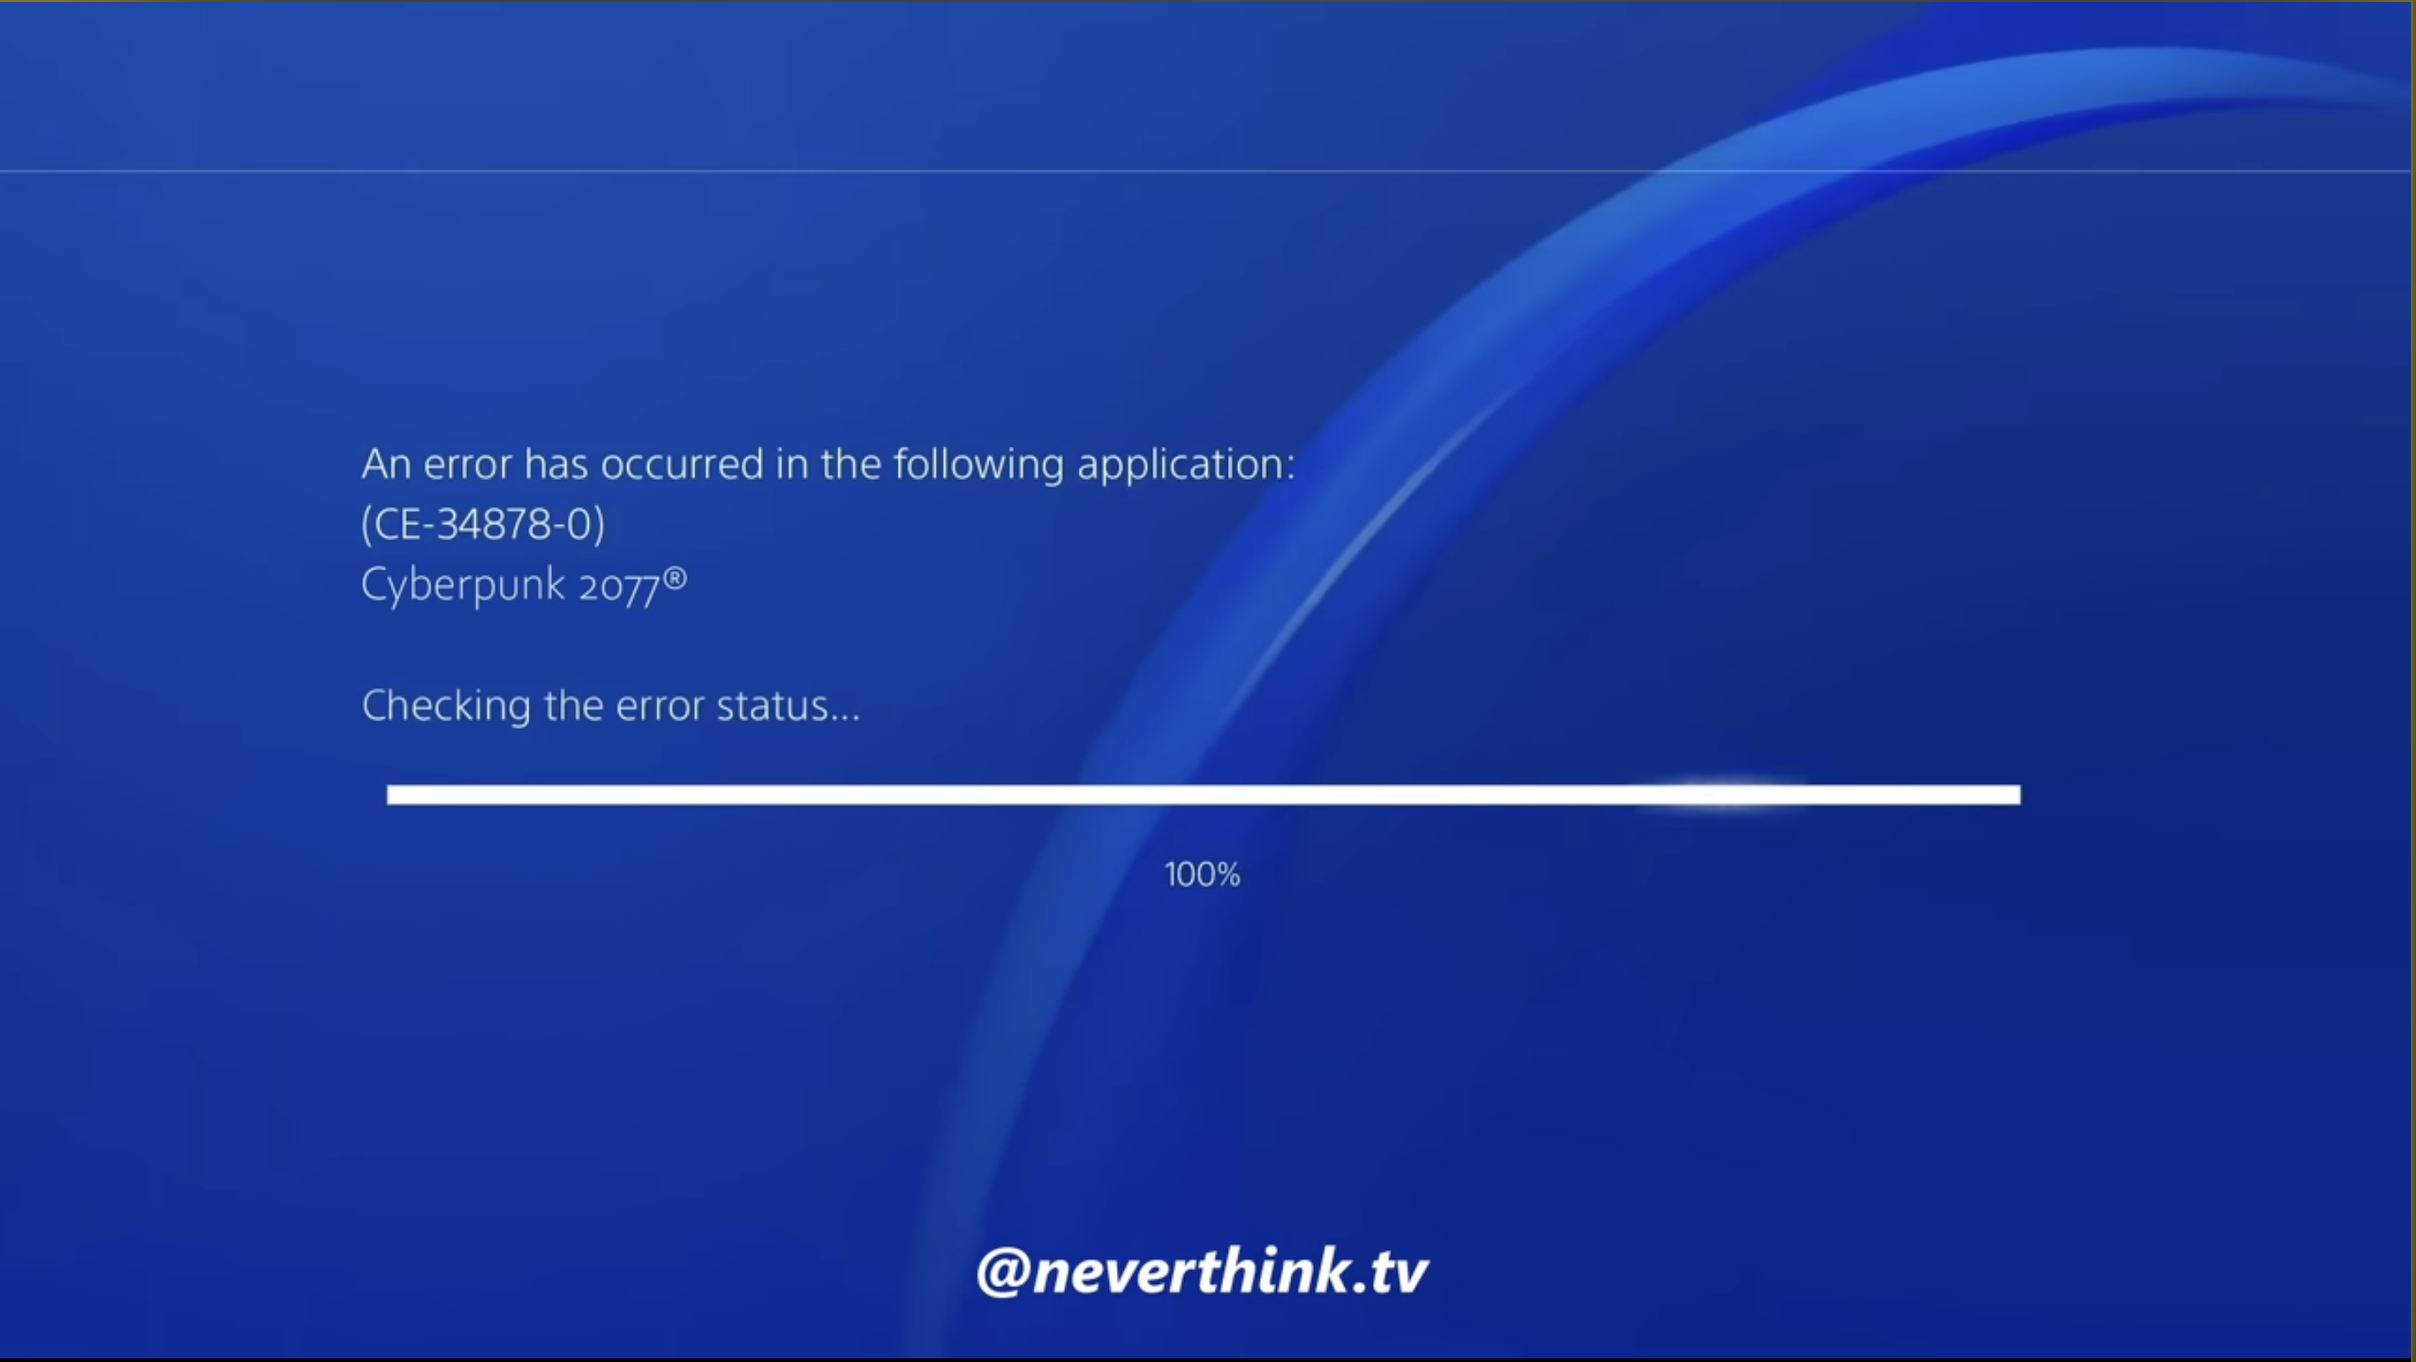 An error has occurred in the following application:
(CE-34878-0)
Cyberpunk 2077®
Checking the error status...
100%
@neverthink.tv